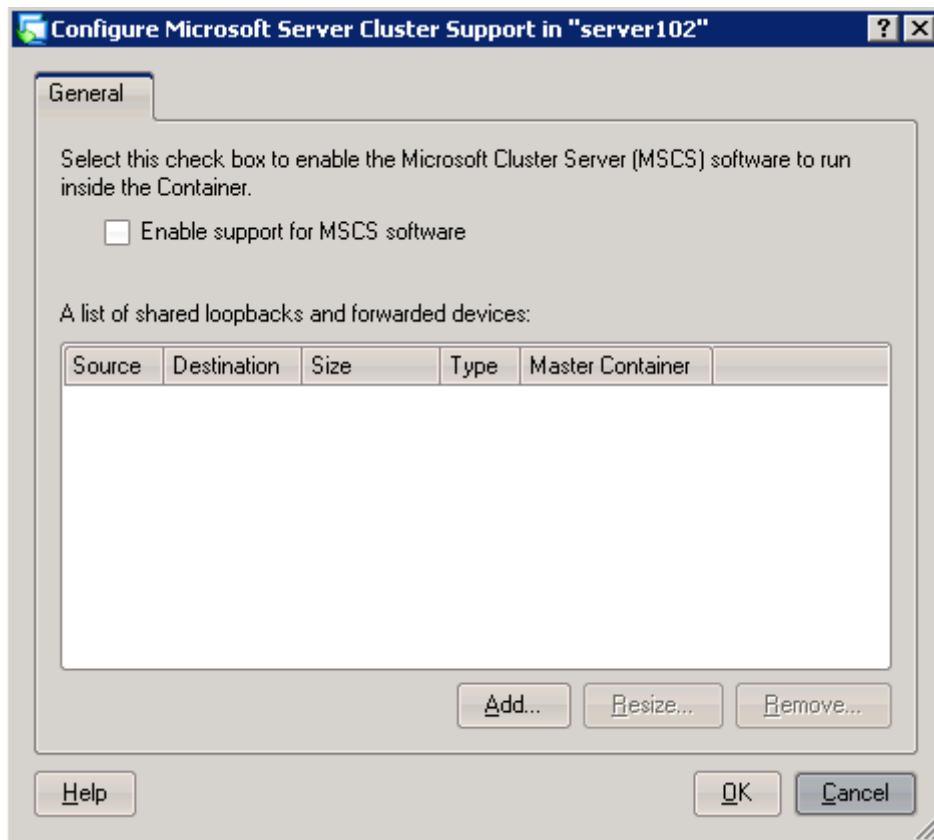 Configure Microsoft Server Cluster Support in "server102"
General
Select this check box to enable the Microsoft Cluster Server (MSCS) software to run
inside the Container.
Enable support for MSCS software
A list of shared loopbacks and forwarded devices:
Source Destination Size Type Master Container
Add... Resize... Remove...
Help OK Cancel